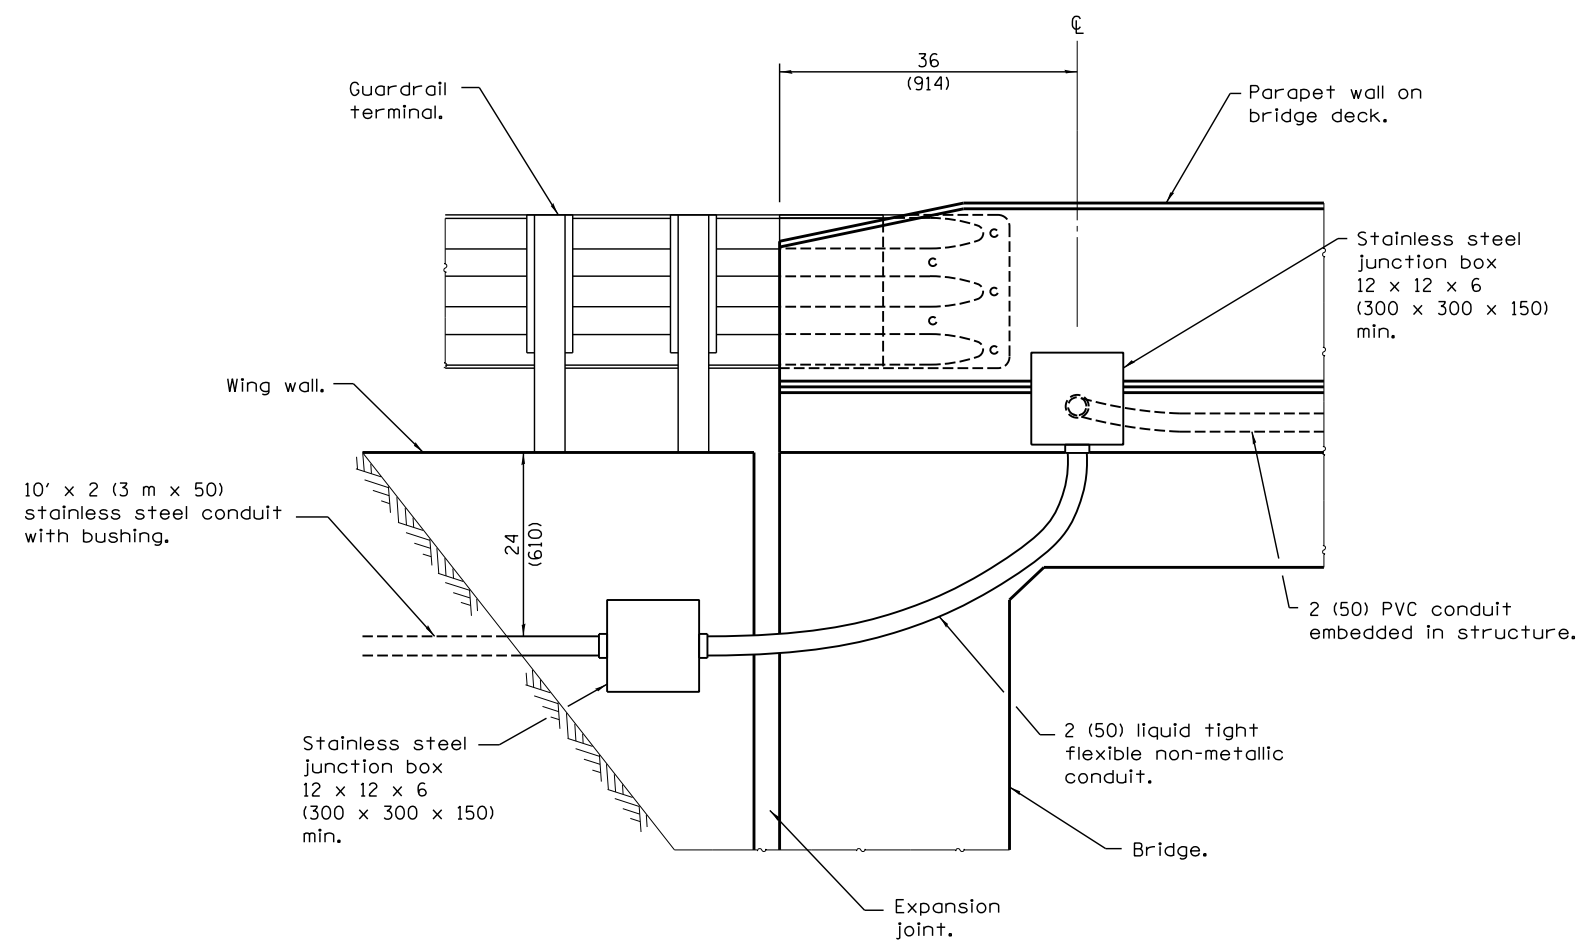 ℄
36
(914)
Guardrail
terminal.
Parapet wall on
bridge deck.
Stainless steel
junction box
12 x 12 x 6
(300 x 300 x 150)
min.
c
c
c
c
c
Wing wall.
10' x 2 (3 m x 50)
stainless steel conduit
with bushing.
24
(610)
2 (50) PVC conduit
embedded in structure.
Stainless steel
junction box
12 x 12 x 6
(300 x 300 x 150)
min.
2 (50) liquid tight
flexible non-metallic
conduit.
Bridge.
Expansion
joint.